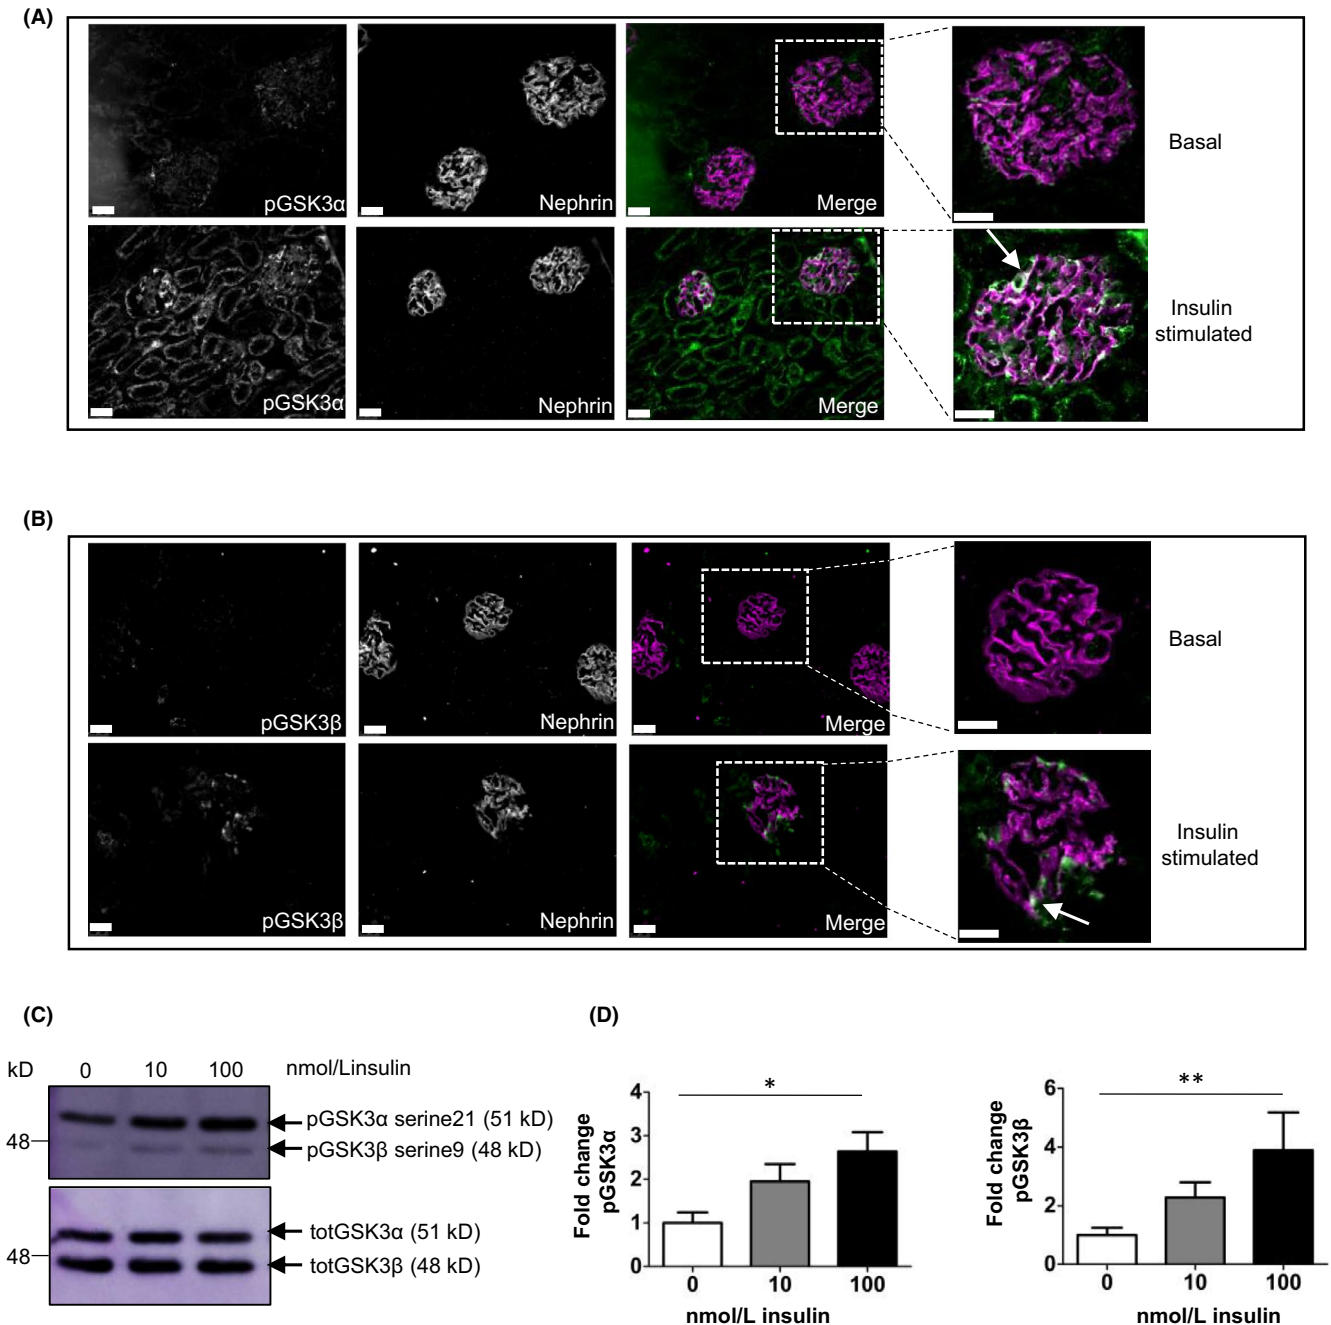 (A)
pGSK3α
Nephrin
Merge
Basal
pGSK3α
Nephrin
Merge
Insulin
stimulated
(B)
pGSK3β
Nephrin
Merge
Basal
pGSK3β
Nephrin
Merge
Insulin
stimulated
(C)
kD 0 10 100 nmol/Linsulin
pGSK3α serine21 (51 kD)
48
pGSK3β serine9 (48 kD)
totGSK3α (51 kD)
48
totGSK3β (48 kD)
(D)
*
Fold change
pGSK3α
4
3
2
1
0
0 10 100
nmol/L insulin
**
Fold change
pGSK3β
6
4
2
0
0 10 100
nmol/L insulin